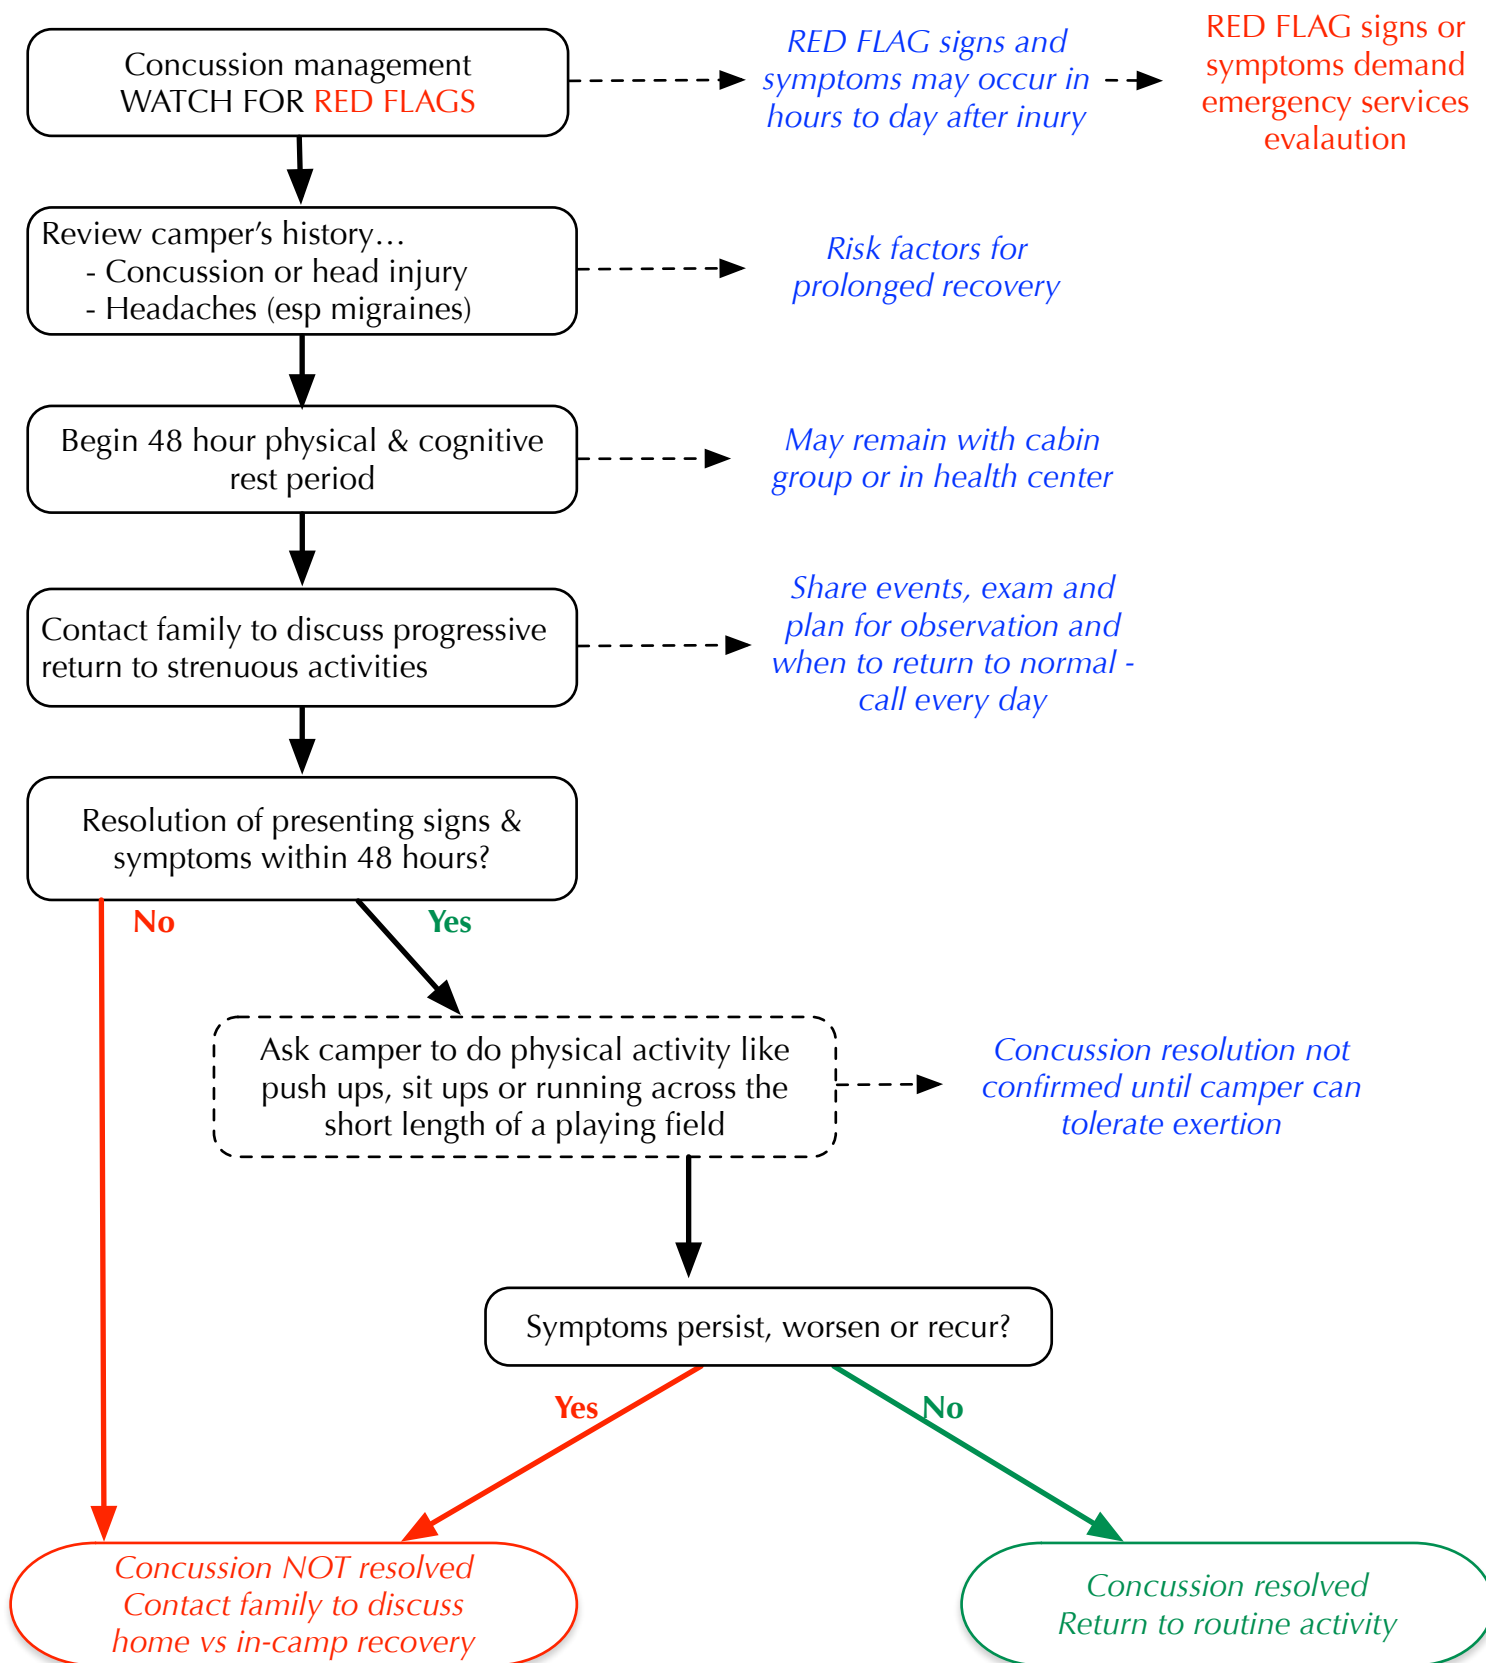 Concussion management
WATCH FOR RED FLAGS
RED FLAG signs and
symptoms may occur in
hours to day after inury
RED FLAG signs or
symptoms demand
emergency services
evalaution
Review camper’s history…
- Concussion or head injury
- Headaches (esp migraines)
Risk factors for
prolonged recovery
Begin 48 hour physical & cognitive
rest period
May remain with cabin
group or in health center
Contact family to discuss progressive
return to strenuous activities
Share events, exam and
plan for observation and
when to return to normal -
call every day
Resolution of presenting signs &
symptoms within 48 hours?
No
Yes
Ask camper to do physical activity like
push ups, sit ups or running across the
short length of a playing field
Concussion resolution not
confirmed until camper can
tolerate exertion
Symptoms persist, worsen or recur?
Yes
No
Concussion NOT resolved
Contact family to discuss
home vs in-camp recovery
Concussion resolved
Return to routine activity